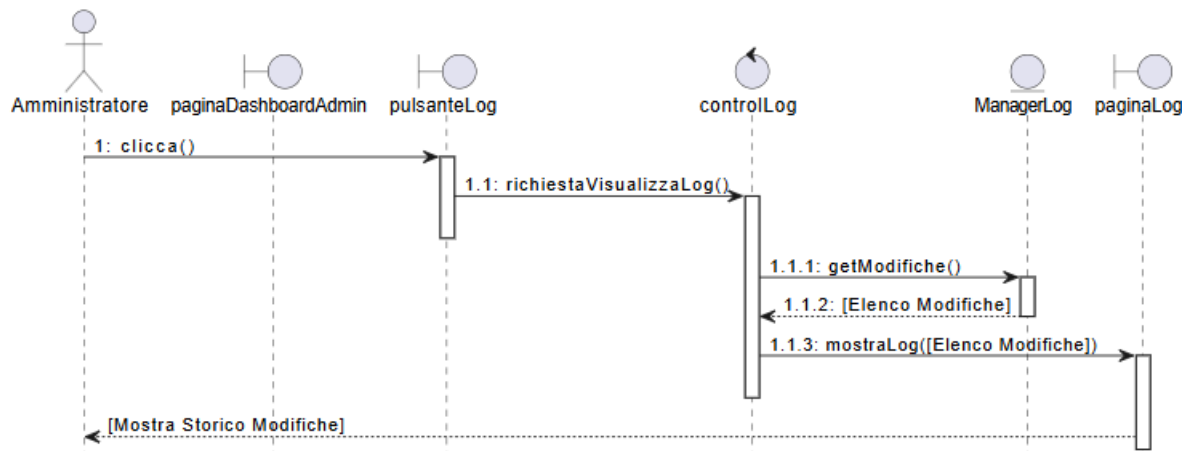 Amministratore
paginaDashboardAdmin
pulsanteLog
controlLog
ManagerLog
paginaLog
1: clicca()
1.1: richiestaVisualizzaLog()
1.1.1: getModifiche()
1.1.2: [Elenco Modifiche]
1.1.3: mostraLog([Elenco Modifiche])
[Mostra Storico Modifiche]